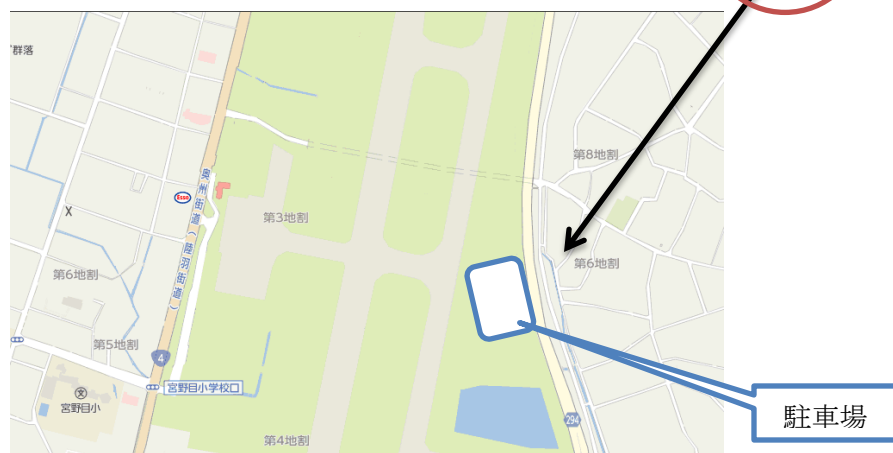 群落
第8地割
Esso
奥州街道（陸羽街道）
X
第3地割
第6地割
第6地割
第5地割
4
宮野目小学校口
文
宮野目小
294
駐車場
第4地割